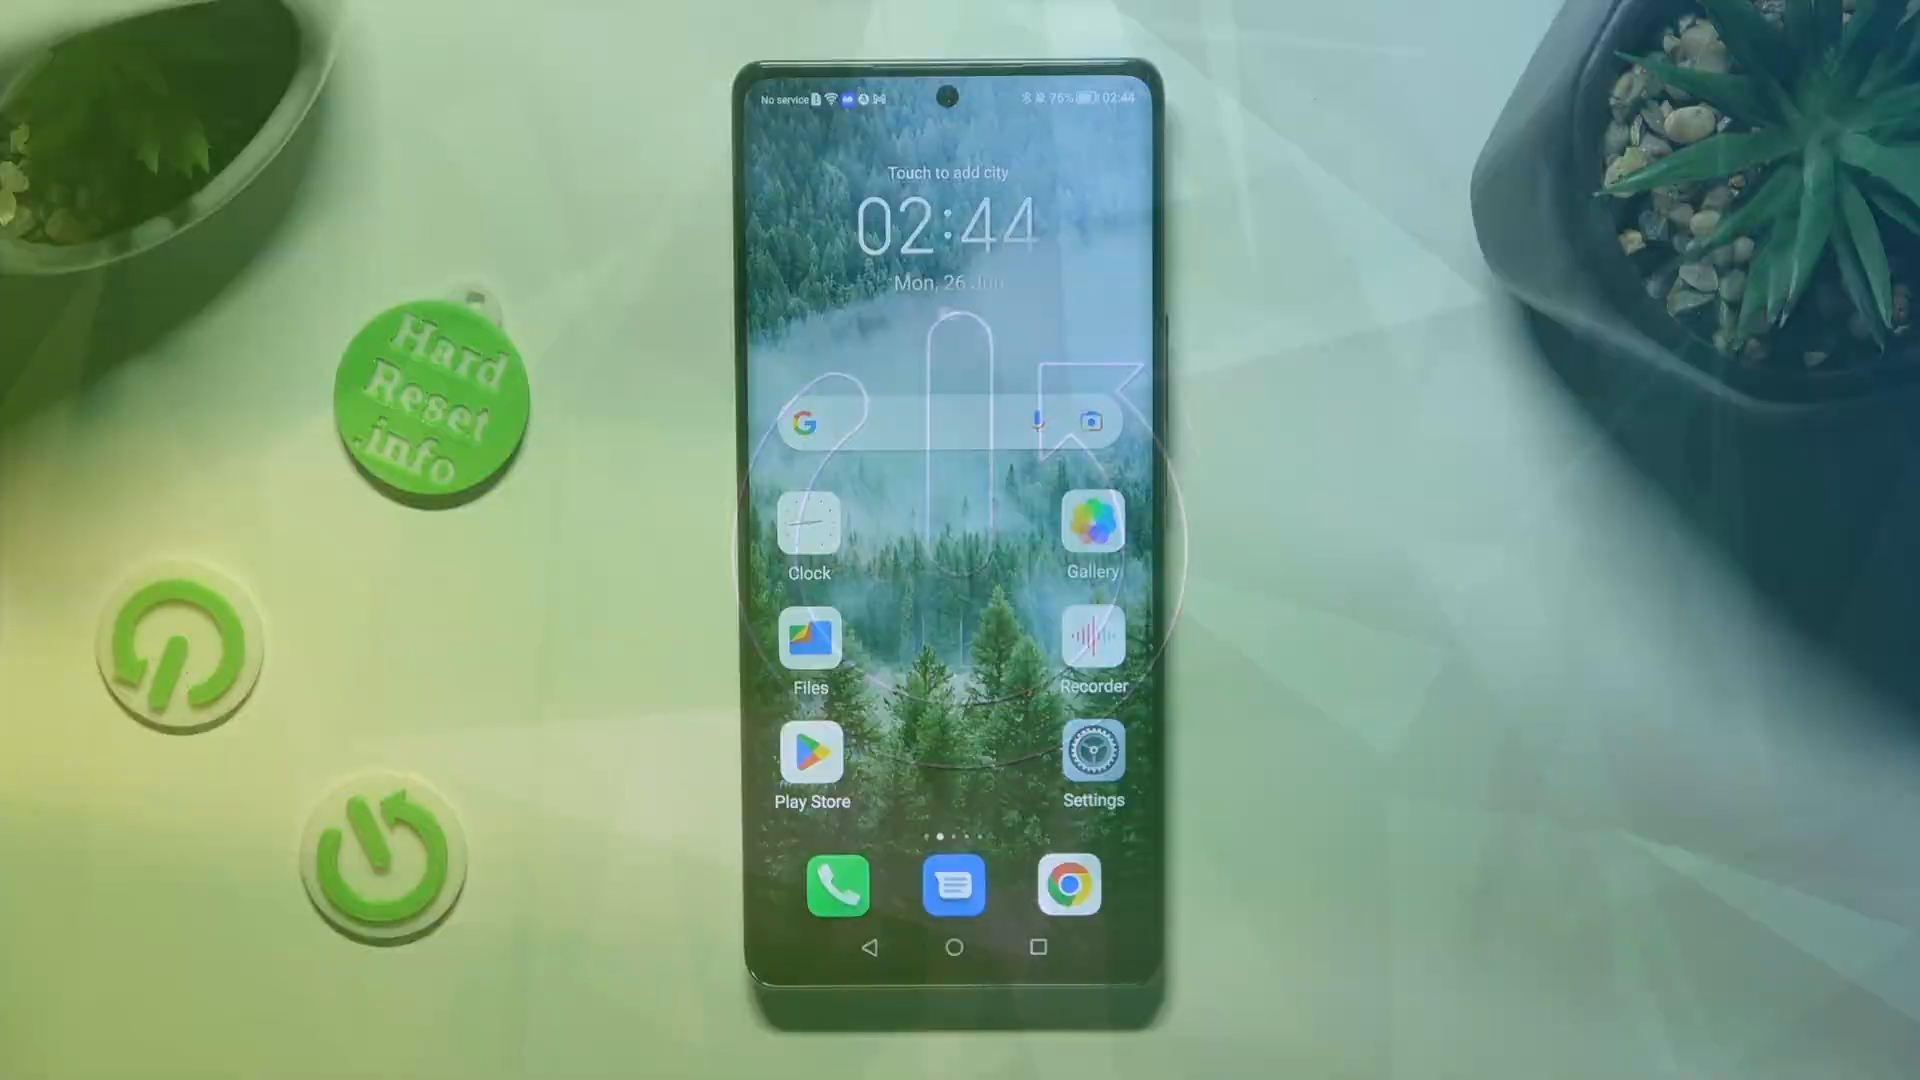 No service
75%
02:44
Touch to add city
02:44
Mon, 26 Jun
Hard
Reset
.info
Clock
Gallery
Files
Recorder
Play Store
Settings